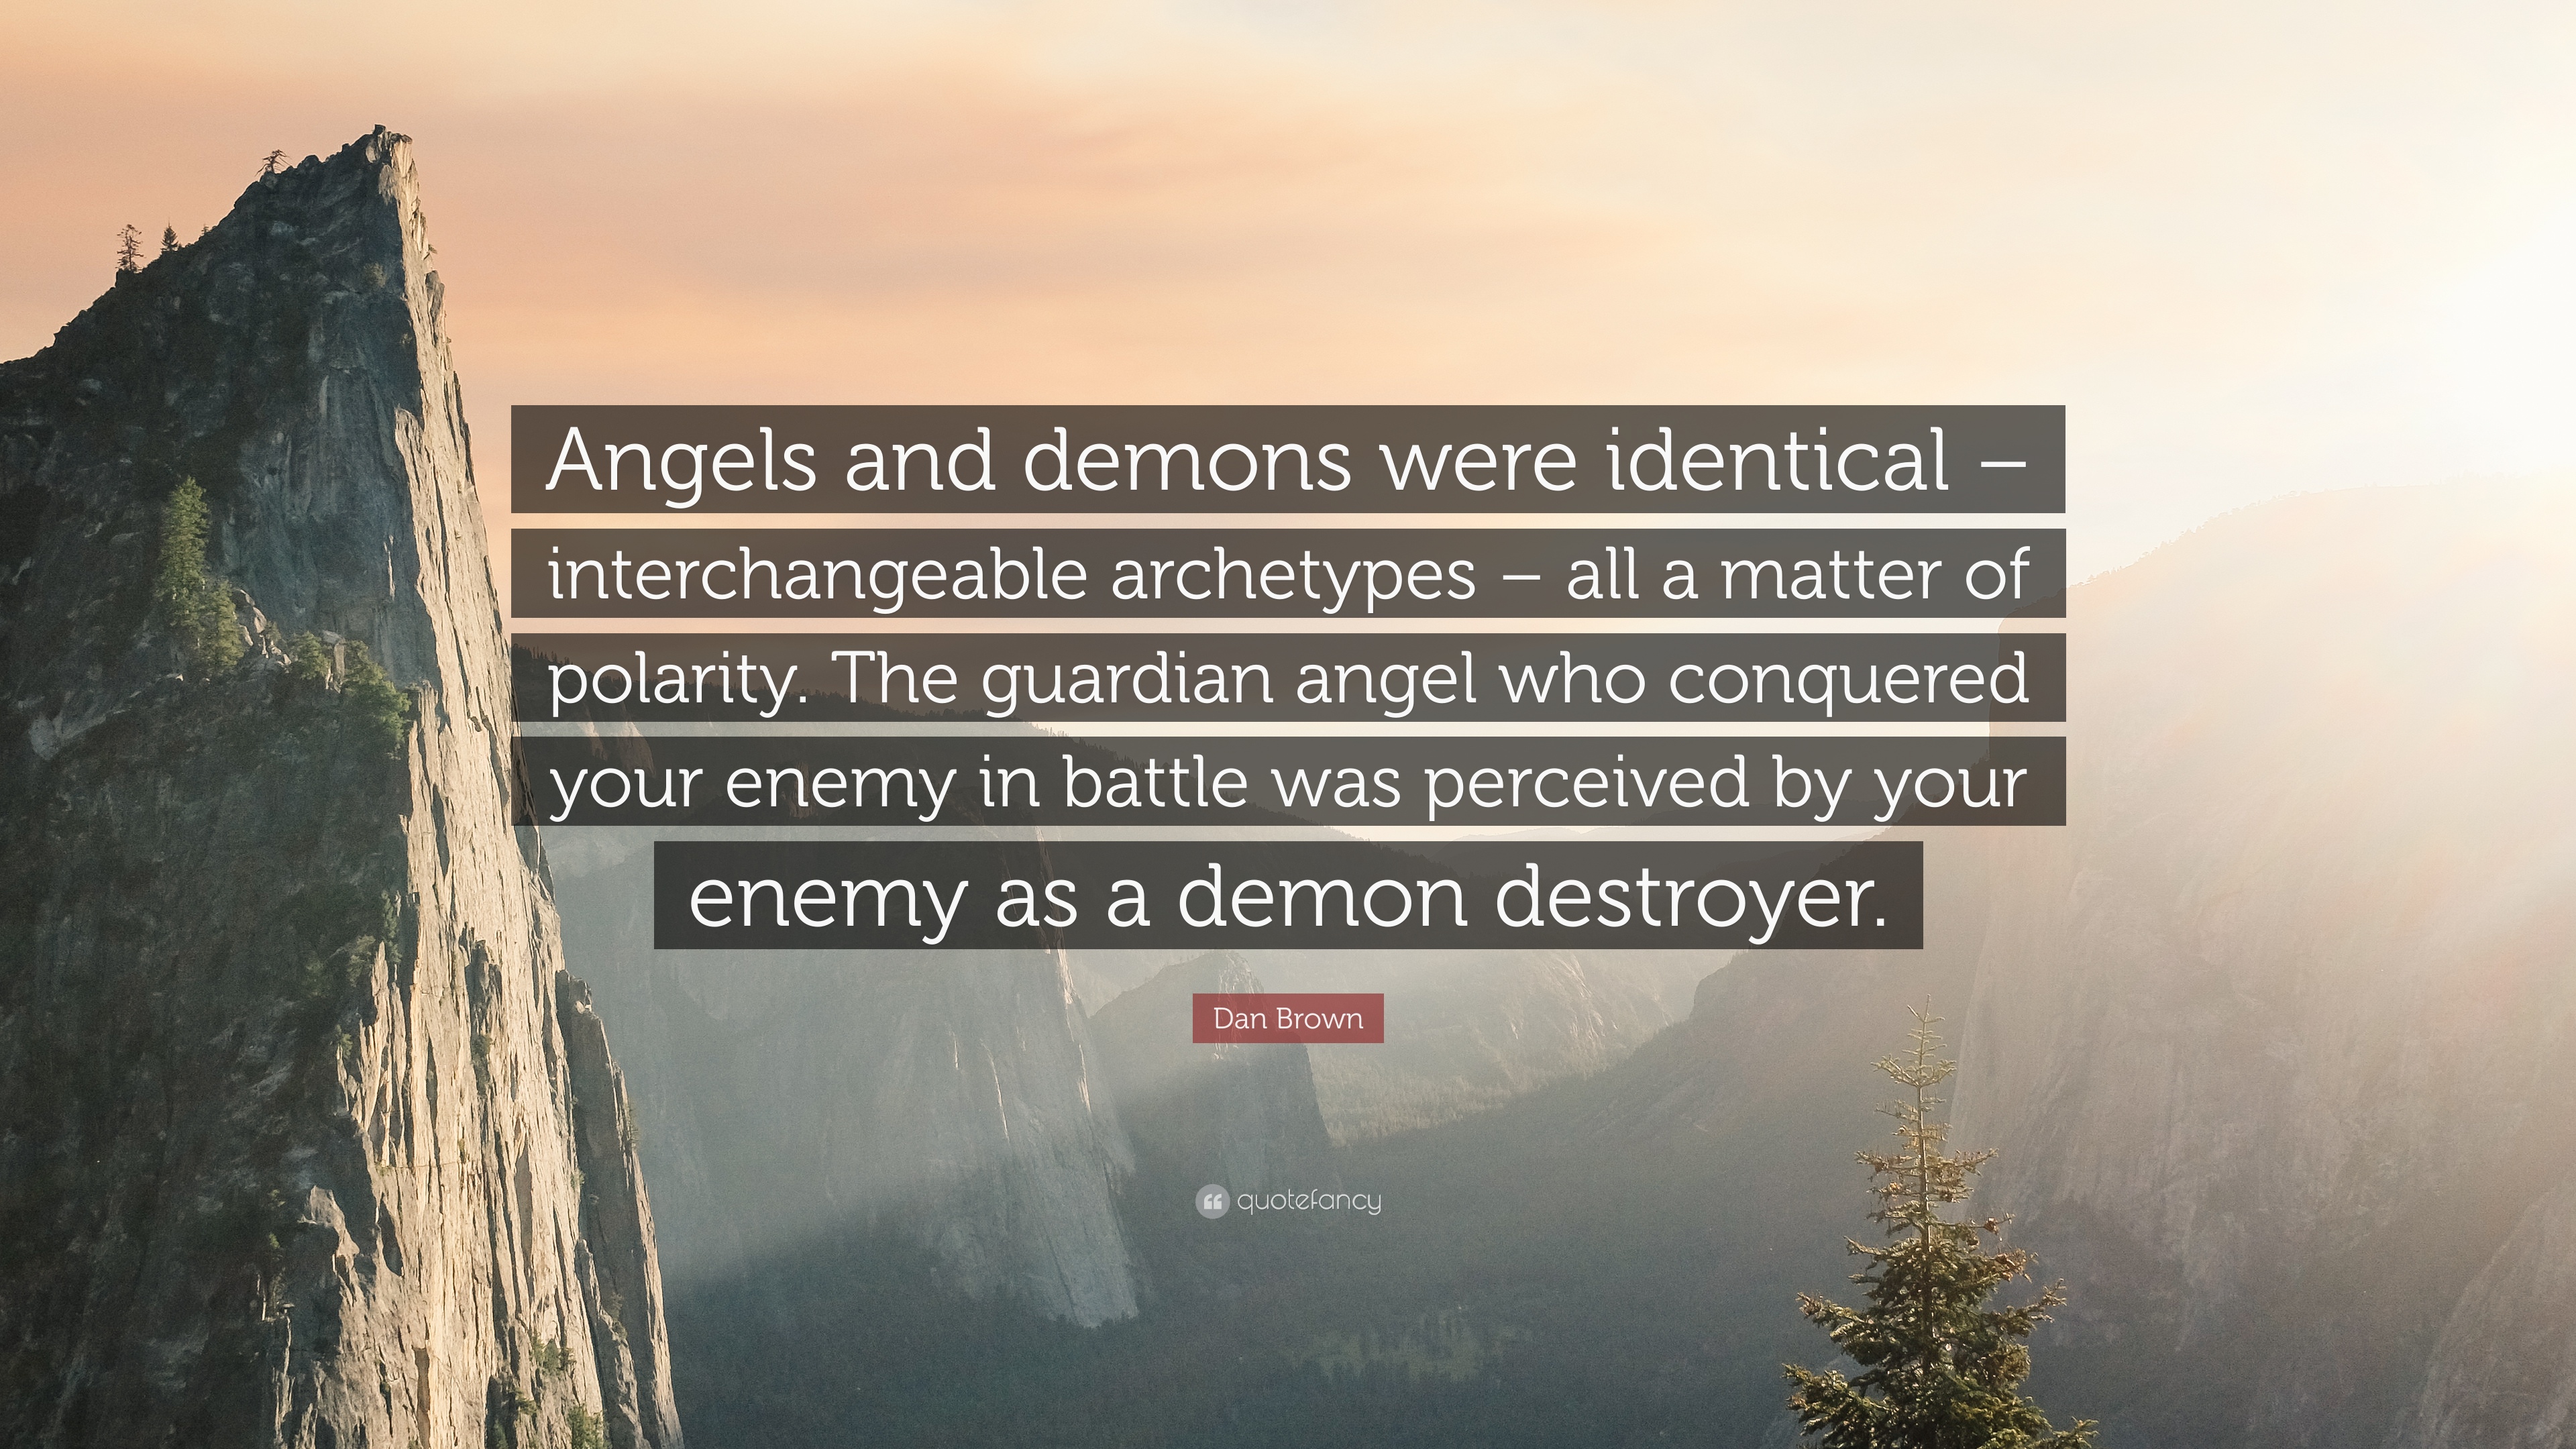 Angels and demons were identical –
interchangeable archetypes – all a matter of
polarity. The guardian angel who conquered
your enemy in battle was perceived by your
enemy as a demon destroyer.
Dan Brown
quotefancy